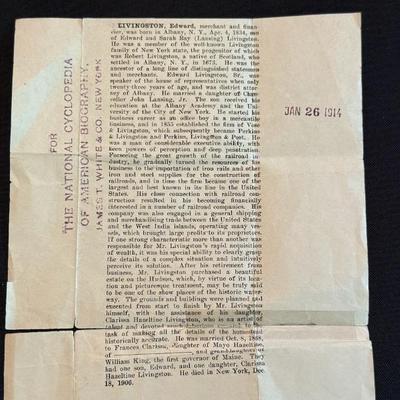 LIVINGSTON, Edward, merchant and finan-
cier, was born in Albany, N. Y., Apr. 4, 1834, son
of Edward and Sarah Ray (Lansing) Livingston.
He was a member of the well-known Livingston
family of New York state, the progenitor of which
was Robert Livingston, a native of Scotland, who
settled in Albany, N. Y., in 1673. He was the
ancestor of a long line of distinguished statesmen
and merchants. Edward Livingston, Sr., was
speaker of the house of representatives when only
twenty three years of age, and was district attor-
ney of Albany. He married a daughter of Chan-
cellor John Lansing, Jr. The son received his
education at the Albany Academy and the Univer-
sity of the City of New York. He started his
business career as an office boy in a mercantile
business, and in 1855 established the firm of Vose
& Livingston, which subsequently became Perkins
& Livingston and Perkins, Livingston & Post. He
was a man of considerable executive ability, with
keen powers of perception and deep penetration.
Foreseeing the great growth of the railroad in-
dustry, he gradually turned the resources of his
business to the importation of iron rails and other
iron and steel supplies for the construction of
railroads, and in time the firm became one of the
largest and best known in its line in the United
States. His close connection with railroad con-
struction resulted in his becoming financially
interested in a number of railroad companies. His
company was also engaged in a general shipping
and merchandising trade between the United States
and the West India islands, operating many ves-
sels, which brought large profits to its proprietors.
If one strong characteristic more than another was
responsible for Mr. Livingston's rapid acquisition
of wealth, it was his special ability to clearly grasp
the details of a complex situation and intuitively
perceive its solution. After his retirement from
business, Mr. Livingston purchased a beautiful
estate on the Hudson, which, by virtue of its loca-
tion and picturesque treatment, may be truly said
to be one of the show places of the historic water-
way. The grounds and buildings were planned and
executed from start to finish by Mr. Livingston
himself, with the assistance of his daughter,
Clarissa Hazeltine Livingston, who is an artist of
talent and devoted much laborious to the
task of making all the details of the homestead
historically accurate. He was married Oct. 8, 1868,
to Frances Clarissa, daughter of Mayo Hazeltine,
of and granddaughter of
William King, the first governor of Maine. They
had one son, Edward, and one daughter, Clarissa
Hazeltine Livingston. He died in New York, Dec.
18, 1906.
FOR
THE NATIONAL CYCLOPEDIA
OF AMERICAN BIOGRAPHY.
JAMES T. WHITE & CO. NEW YORK
JAN 26 1914